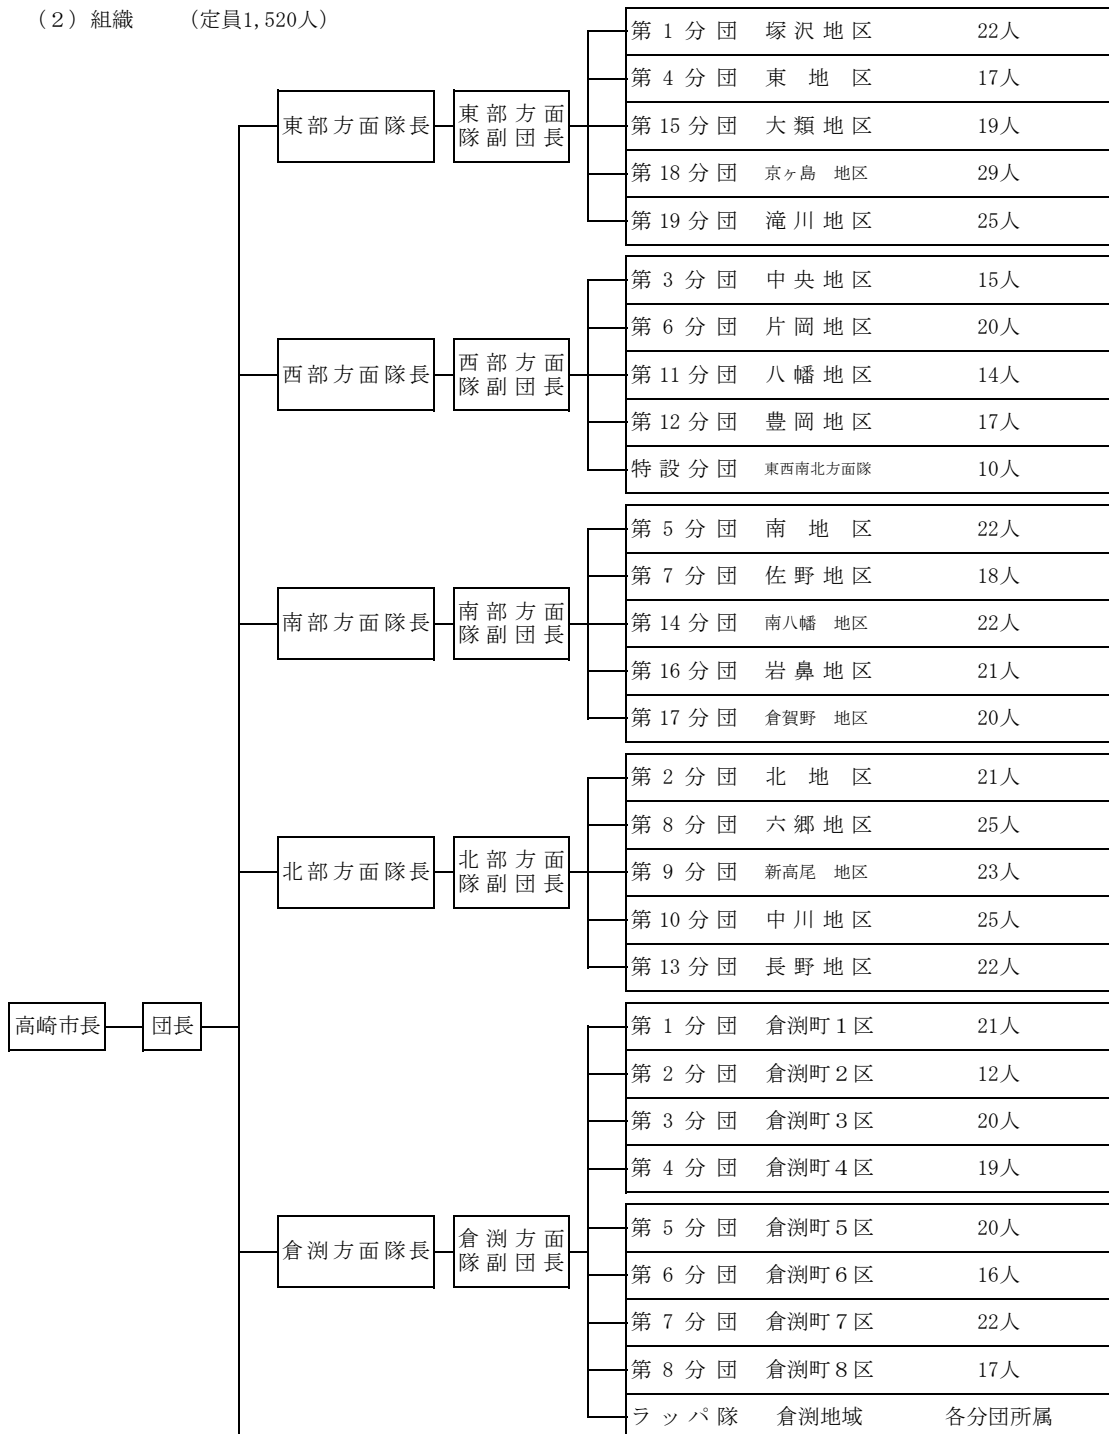 （２）組織　（定員1,520人）
高崎市長
団長
東部方面隊長
東部方面
隊副団長
第１分団　塚沢地区　22人
第４分団　東地区　17人
第15分団　大類地区　19人
第18分団　京ヶ島　地区　29人
第19分団　滝川地区　25人
西部方面隊長
西部方面
隊副団長
第３分団　中央地区　15人
第６分団　片岡地区　20人
第11分団　八幡地区　14人
第12分団　豊岡地区　17人
特設分団　東西南北方面隊　10人
南部方面隊長
南部方面
隊副団長
第５分団　南地区　22人
第７分団　佐野地区　18人
第14分団　南八幡　地区　22人
第16分団　岩鼻地区　21人
第17分団　倉賀野　地区　20人
北部方面隊長
北部方面
隊副団長
第２分団　北地区　21人
第８分団　六郷地区　25人
第９分団　新高尾　地区　23人
第10分団　中川地区　25人
第13分団　長野地区　22人
倉渕方面隊長
倉渕方面
隊副団長
第１分団　倉渕町１区　21人
第２分団　倉渕町２区　12人
第３分団　倉渕町３区　20人
第４分団　倉渕町４区　19人
第５分団　倉渕町５区　20人
第６分団　倉渕町６区　16人
第７分団　倉渕町７区　22人
第８分団　倉渕町８区　17人
ラッパ隊　倉渕地域　各分団所属